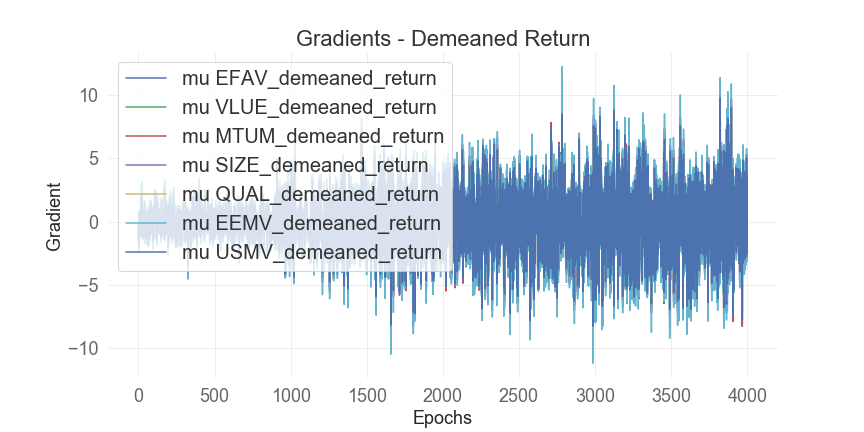 Gradients - Demeaned Return
mu EFAV_demeaned_return
mu VLUE_demeaned_return
mu MTUM_demeaned_return
mu SIZE_demeaned_return
mu QUAL_demeaned_return
mu EEMV_demeaned_return
mu USMV_demeaned_return
Gradient
10
5
0
−5
−10
0 500 1000 1500 2000 2500 3000 3500 4000
Epochs